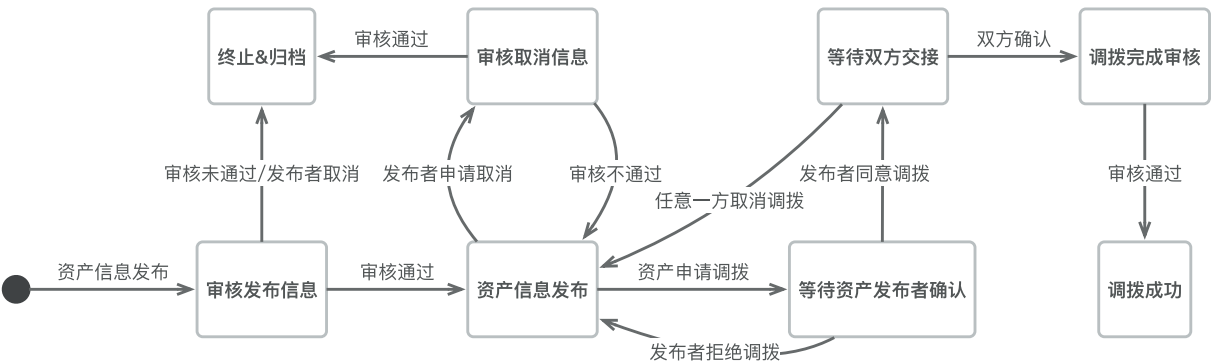 审核通过
双方确认
终止&归档
审核取消信息
等待双方交接
调拨完成审核
审核未通过/发布者取消
发布者申请取消
审核不通过
发布者同意调拨
审核通过
任意一方取消调拨
资产信息发布
审核通过
资产申请调拨
审核发布信息
资产信息发布
等待资产发布者确认
调拨成功
发布者拒绝调拨